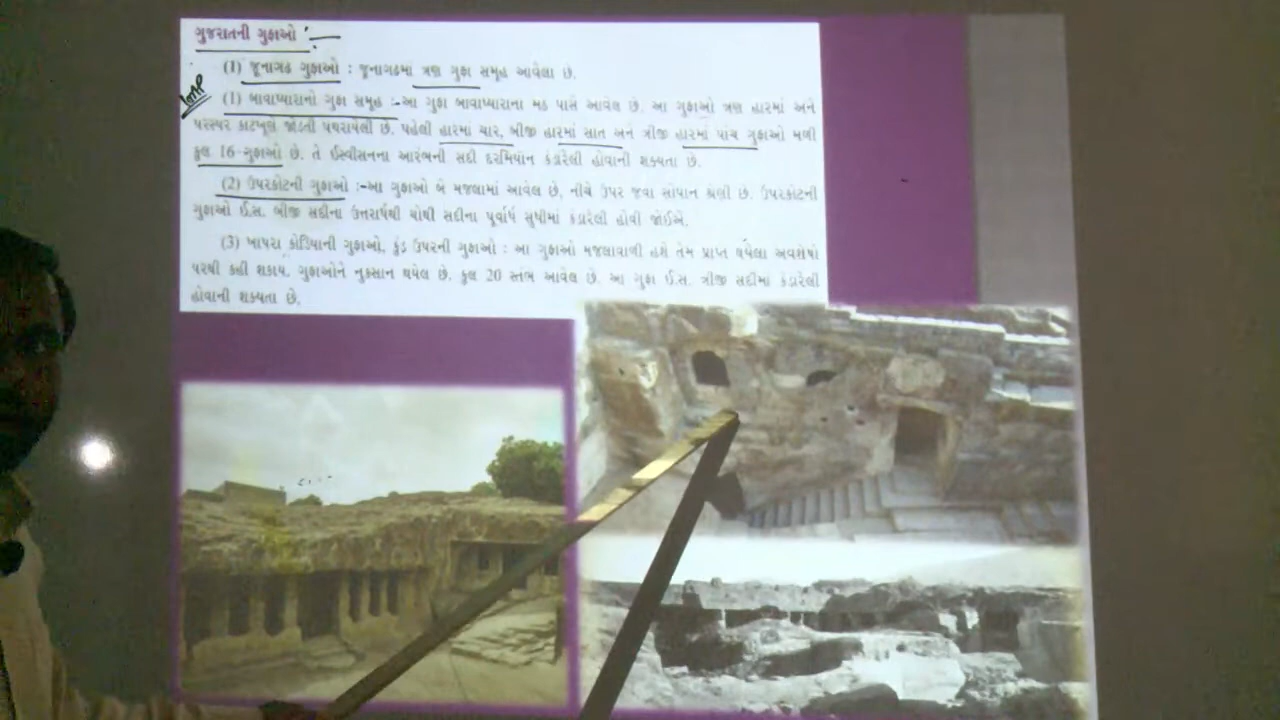 ગુજરાતની ગુફાઓ :-
(1) જૂનાગઢ ગુફાઓ : જૂનાગઢમાં ત્રણ ગુફા સમૂહ આવેલા છે.
IMP
(1) બાવાપ્યારાનો ગુફા સમૂહ :-આ ગુફા બાવાપ્યારાના મઠ પાસે આવેલ છે. આ ગુફાઓ ત્રણ હારમાં અને
પરસ્પર કાટખૂણે જોડતી પથરાયેલી છે. પહેલી હારમાં ચાર, બીજી હારમાં સાત અને ત્રીજી હારમાં પાંચ ગુફાઓ મળી
કુલ 16-ગુફાઓ છે. તે ઈસ્વીસનના આરંભની સદી દરમિયાન કંડારેલી હોવાની શક્યતા છે.
(2) ઉપરકોટની ગુફાઓ :-આ ગુફાઓ બે મજલામાં આવેલ છે, નીચે ઉપર જવા સોપાન શ્રેણી છે. ઉપરકોટની
ગુફાઓ ઈ.સ. બીજી સદીના ઉત્તરાર્ધથી ચોથી સદીના પૂર્વાર્ધ સુધીમાં કંડારેલી હોવી જોઈએ.
(3) ખાપરા કોડિયાની ગુફાઓ, કુંડ ઉપરની ગુફાઓ : આ ગુફાઓ મજલાવાળી હશે તેમ પ્રાપ્ત થયેલા અવશેષો
પરથી કહી શકાય. ગુફાઓને નુકસાન થયેલ છે. કુલ 20 સ્તંભ આવેલ છે. આ ગુફા ઈ.સ. ત્રીજી સદીમાં કંડારેલી
હોવાની શક્યતા છે.